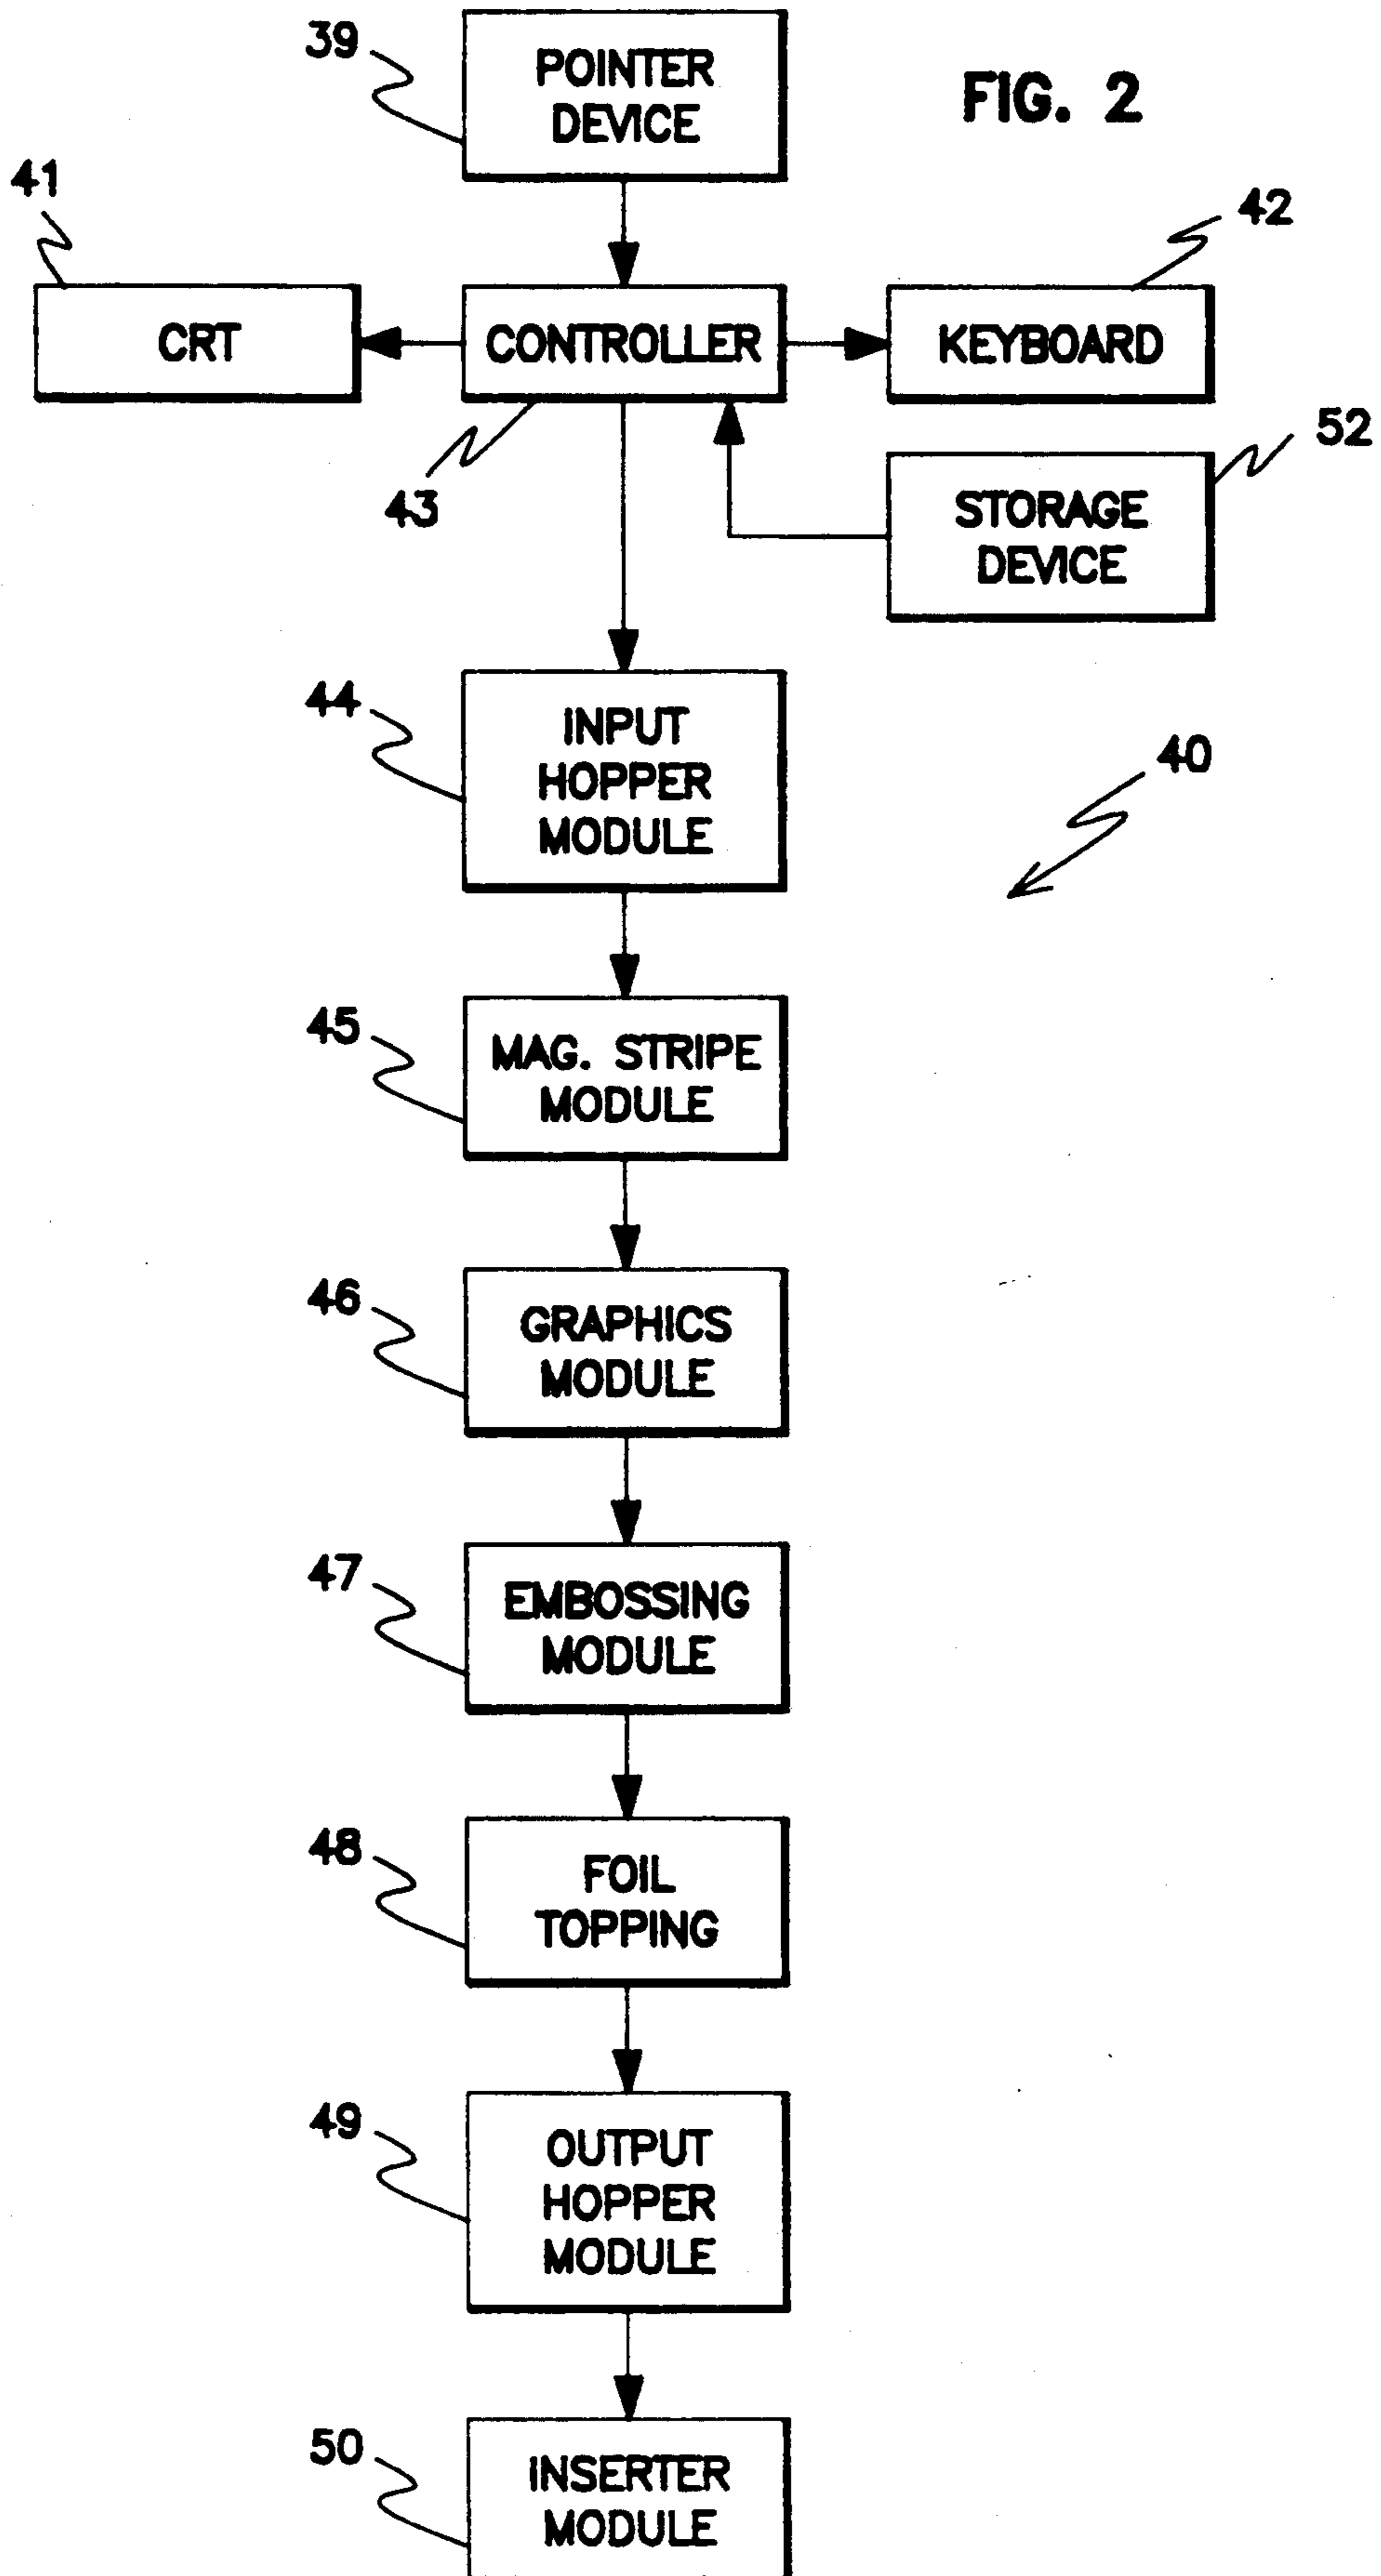 39
POINTER
DEVICE
FIG. 2
41
42
CRT
CONTROLLER
KEYBOARD
43
52
STORAGE
DEVICE
44
INPUT
HOPPER
MODULE
40
45
MAG. STRIPE
MODULE
46
GRAPHICS
MODULE
47
EMBOSSING
MODULE
48
FOIL
TOPPING
49
OUTPUT
HOPPER
MODULE
50
INSERTER
MODULE